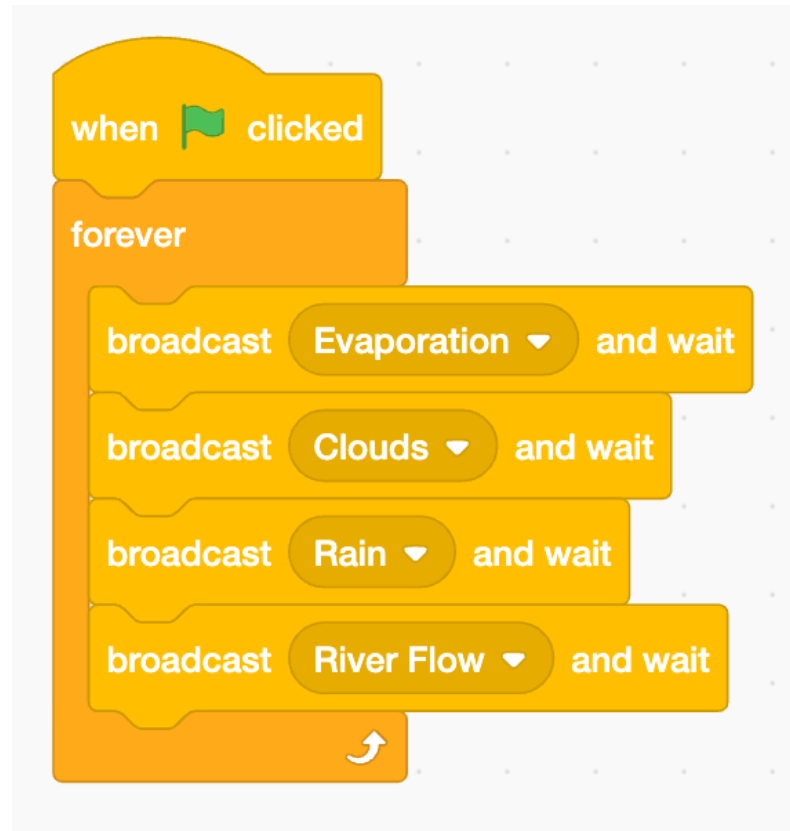 when clicked
forever
broadcast Evaporation and wait
broadcast Clouds and wait
broadcast Rain and wait
broadcast River Flow and wait